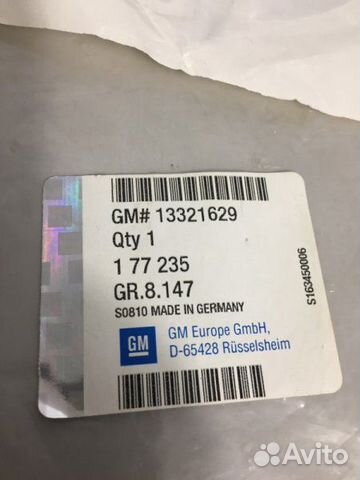 GM# 13321629
Qty 1
1 77 235
GR.8.147
S0810 MADE IN GERMANY
GM
GM Europe GmbH,
D-65428 Rüsselsheim
S163450006
Avito